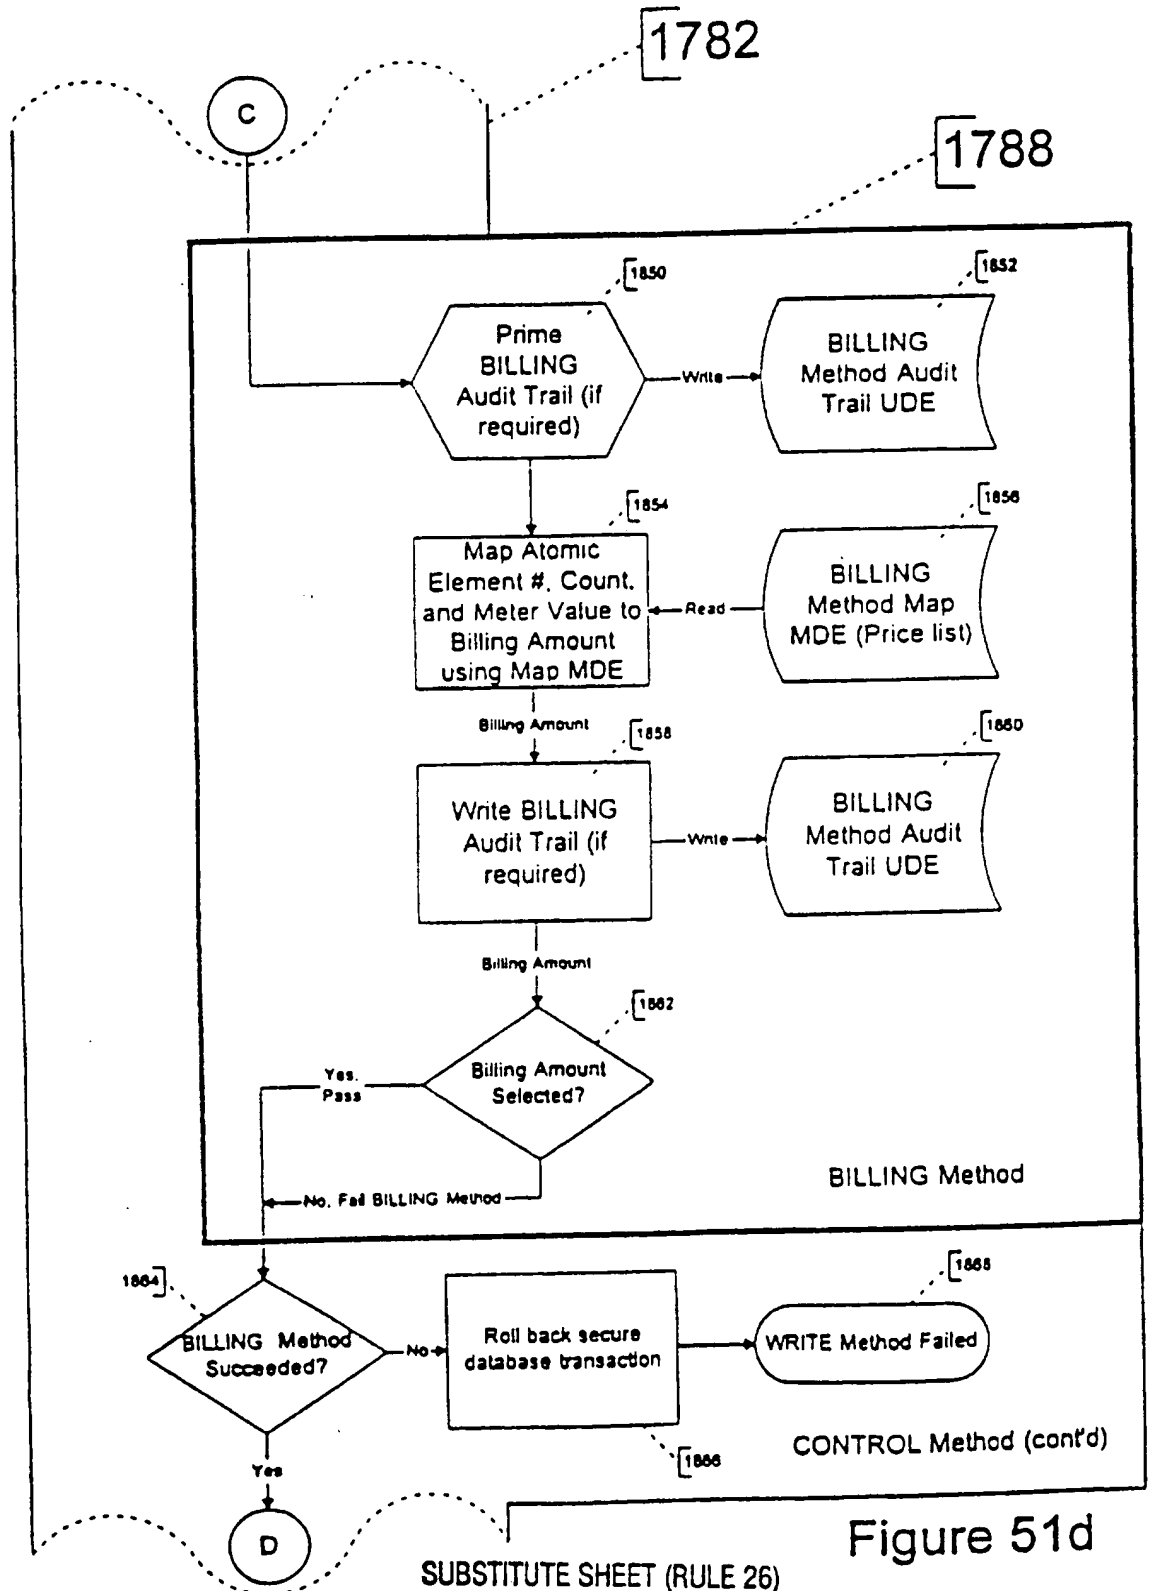 1782
C
1788
1850
1852
Prime
BILLING
Audit Trail (if
required)
Write
BILLING
Method Audit
Trail UDE
1854
1856
Map Atomic
Element #, Count,
and Meter Value to
Billing Amount
using Map MDE
Read
BILLING
Method Map
MDE (Price list)
Billing Amount
1858
1860
Write BILLING
Audit Trail (if
required)
Write
BILLING
Method Audit
Trail UDE
Billing Amount
1862
Billing Amount
Selected?
Yes,
Pass
No, Fail BILLING Method
BILLING Method
1864
1868
BILLING Method
Succeeded?
No
Roll back secure
database transaction
WRITE Method Failed
1866
CONTROL Method (cont'd)
Yes
D
Figure 51d
SUBSTITUTE SHEET (RULE 26)